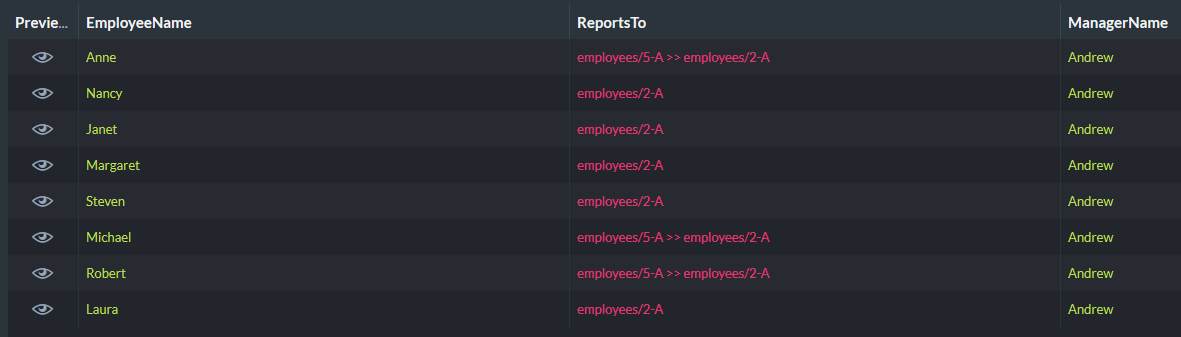 Previe... EmployeeName ReportsTo ManagerName
Anne employees/5-A >> employees/2-A Andrew
Nancy employees/2-A Andrew
Janet employees/2-A Andrew
Margaret employees/2-A Andrew
Steven employees/2-A Andrew
Michael employees/5-A >> employees/2-A Andrew
Robert employees/5-A >> employees/2-A Andrew
Laura employees/2-A Andrew